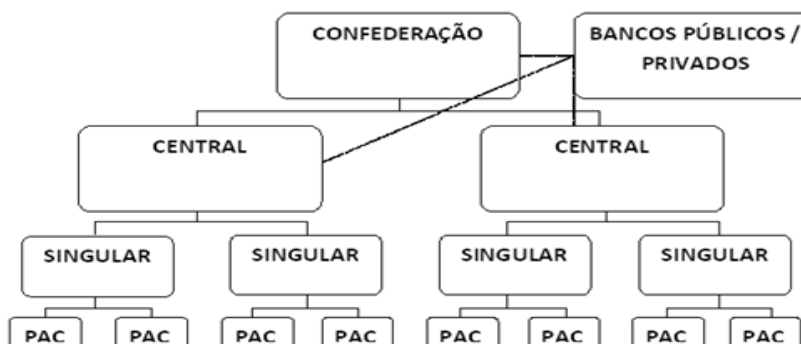 CONFEDERAÇÃO
BANCOS PÚBLICOS /
PRIVADOS
CENTRAL
CENTRAL
SINGULAR
SINGULAR
SINGULAR
SINGULAR
PAC
PAC
PAC
PAC
PAC
PAC
PAC
PAC